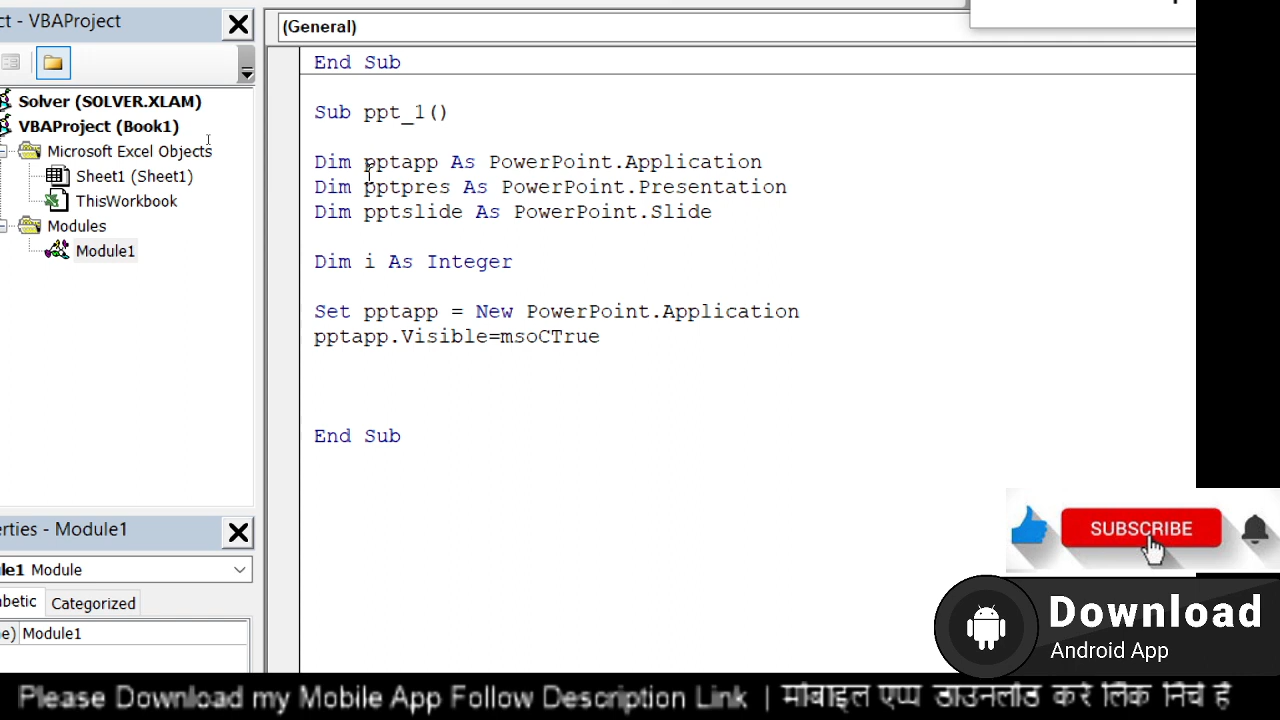 ct - VBAProject
Solver (SOLVER.XLAM)
VBAProject (Book1)
Microsoft Excel Objects
Sheet1 (Sheet1)
ThisWorkbook
Modules
Module1
erties - Module1
le1 Module
betic Categorized
e) Module1
(General)
End Sub
Sub ppt_1()
Dim pptapp As PowerPoint.Application
Dim pptpres As PowerPoint.Presentation
Dim pptslide As PowerPoint.Slide
Dim i As Integer
Set pptapp = New PowerPoint.Application
pptapp.Visible=msoCTrue
End Sub
SUBSCRIBE
Download
Android App
Please Download my Mobile App Follow Description Link | मोबाइल एप्प डाउनलोड करे लिंक निचे है